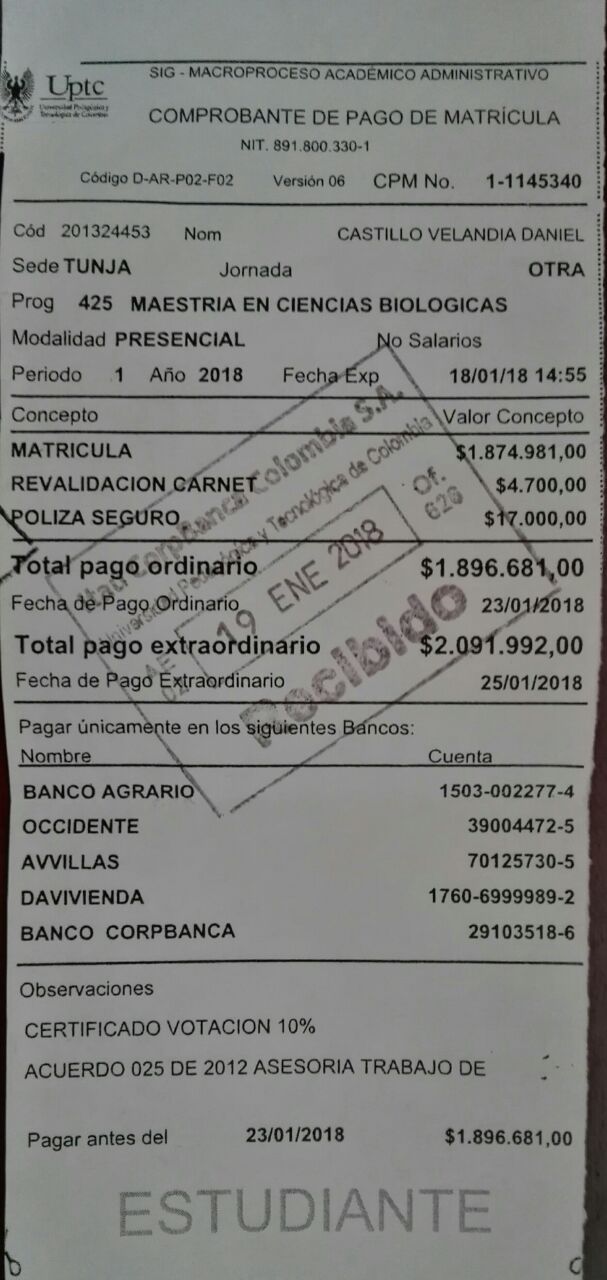 SIG - MACROPROCESO ACADÉMICO ADMINISTRATIVO
Uptc
Universidad Pedagógica y
Tecnológica de Colombia
COMPROBANTE DE PAGO DE MATRÍCULA
NIT. 891.800.330-1
Código D-AR-P02-F02 Versión 06 CPM No. 1-1145340
Cód 201324453 Nom CASTILLO VELANDIA DANIEL
Sede TUNJA Jornada OTRA
Prog 425 MAESTRIA EN CIENCIAS BIOLOGICAS
Modalidad PRESENCIAL No Salarios
Periodo 1 Año 2018 Fecha Exp 18/01/18 14:55
Concepto Valor Concepto
MATRICULA $1.874.981,00
REVALIDACION CARNET $4.700,00
POLIZA SEGURO $17.000,00
Total pago ordinario $1.896.681,00
Fecha de Pago Ordinario 23/01/2018
Total pago extraordinario $2.091.992,00
Fecha de Pago Extraordinario 25/01/2018
Itaú Corpbanca Colombia S.A.
Universidad Pedagógica y Tecnológica de Colombia
Of.
626
19 ENE 2018
Recibido
Pagar únicamente en los siguientes Bancos:
Nombre Cuenta
BANCO AGRARIO 1503-002277-4
OCCIDENTE 39004472-5
AVVILLAS 70125730-5
DAVIVIENDA 1760-6999989-2
BANCO CORPBANCA 29103518-6
Observaciones
CERTIFICADO VOTACION 10%
ACUERDO 025 DE 2012 ASESORIA TRABAJO DE
Pagar antes del 23/01/2018 $1.896.681,00
ESTUDIANTE